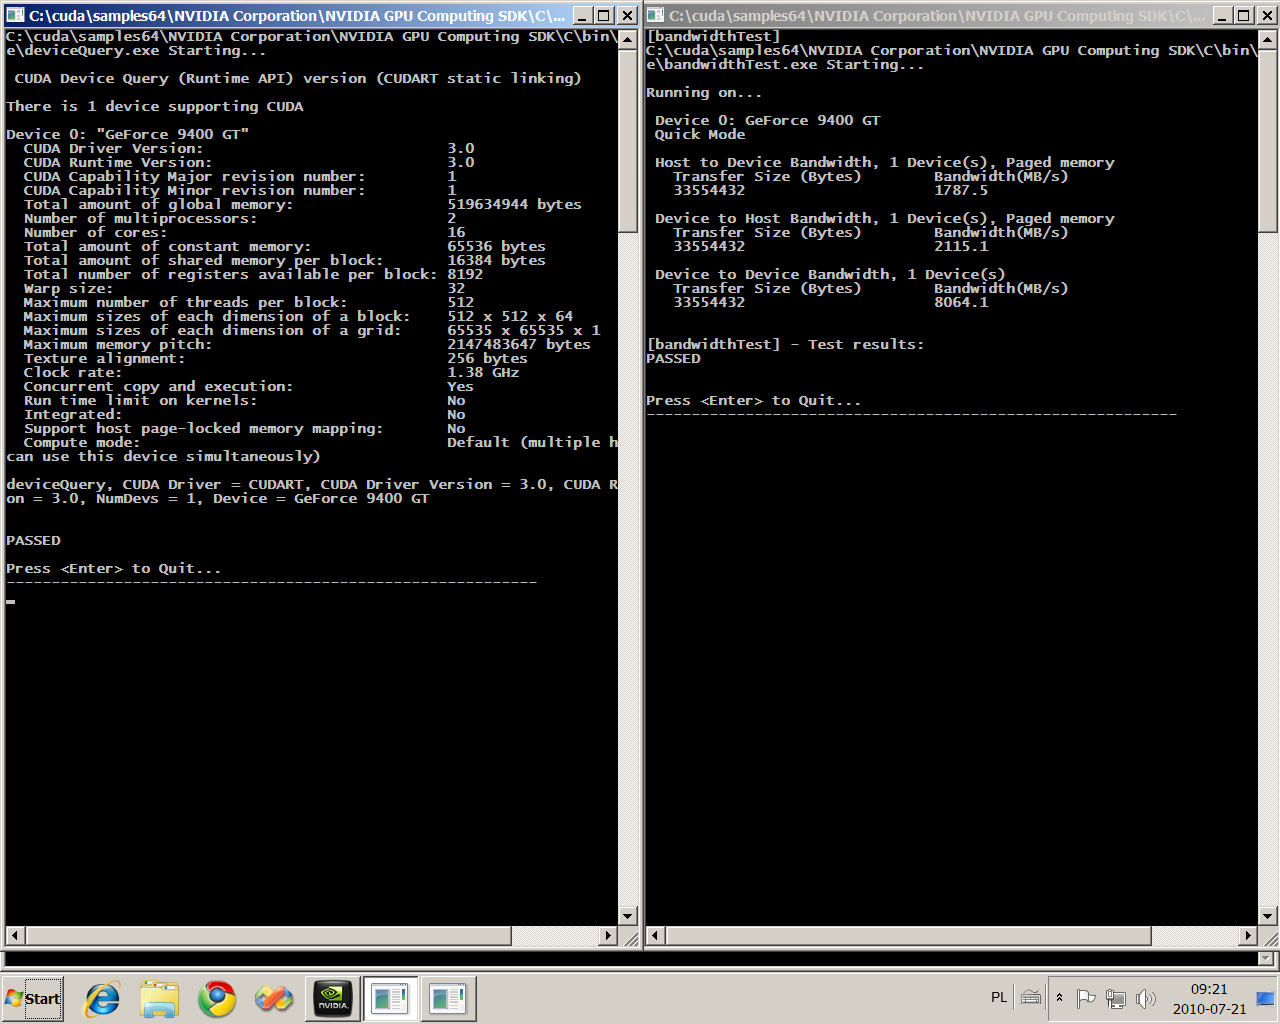 C:\cuda\samples64\NVIDIA Corporation\NVIDIA GPU Computing SDK\C\...
C:\cuda\samples64\NVIDIA Corporation\NVIDIA GPU Computing SDK\C\bin\
e\deviceQuery.exe Starting...
CUDA Device Query (Runtime API) version (CUDART static linking)
There is 1 device supporting CUDA
Device 0: "GeForce 9400 GT"
CUDA Driver Version: 3.0
CUDA Runtime Version: 3.0
CUDA Capability Major revision number: 1
CUDA Capability Minor revision number: 1
Total amount of global memory: 519634944 bytes
Number of multiprocessors: 2
Number of cores: 16
Total amount of constant memory: 65536 bytes
Total amount of shared memory per block: 16384 bytes
Total number of registers available per block: 8192
Warp size: 32
Maximum number of threads per block: 512
Maximum sizes of each dimension of a block: 512 x 512 x 64
Maximum sizes of each dimension of a grid: 65535 x 65535 x 1
Maximum memory pitch: 2147483647 bytes
Texture alignment: 256 bytes
Clock rate: 1.38 GHz
Concurrent copy and execution: Yes
Run time limit on kernels: No
Integrated: No
Support host page-locked memory mapping: No
Compute mode: Default (multiple h
can use this device simultaneously)
deviceQuery, CUDA Driver = CUDART, CUDA Driver Version = 3.0, CUDA R
on = 3.0, NumDevs = 1, Device = GeForce 9400 GT
PASSED
Press <Enter> to Quit...
-----------------------------------------------------------
C:\cuda\samples64\NVIDIA Corporation\NVIDIA GPU Computing SDK\C\...
[bandwidthTest]
C:\cuda\samples64\NVIDIA Corporation\NVIDIA GPU Computing SDK\C\bin\
e\bandwidthTest.exe Starting...
Running on...
Device 0: GeForce 9400 GT
Quick Mode
Host to Device Bandwidth, 1 Device(s), Paged memory
Transfer Size (Bytes) Bandwidth(MB/s)
33554432 1787.5
Device to Host Bandwidth, 1 Device(s), Paged memory
Transfer Size (Bytes) Bandwidth(MB/s)
33554432 2115.1
Device to Device Bandwidth, 1 Device(s)
Transfer Size (Bytes) Bandwidth(MB/s)
33554432 8064.1
[bandwidthTest] - Test results:
PASSED
Press <Enter> to Quit...
-----------------------------------------------------------
Start
NVIDIA
PL
09:21
2010-07-21